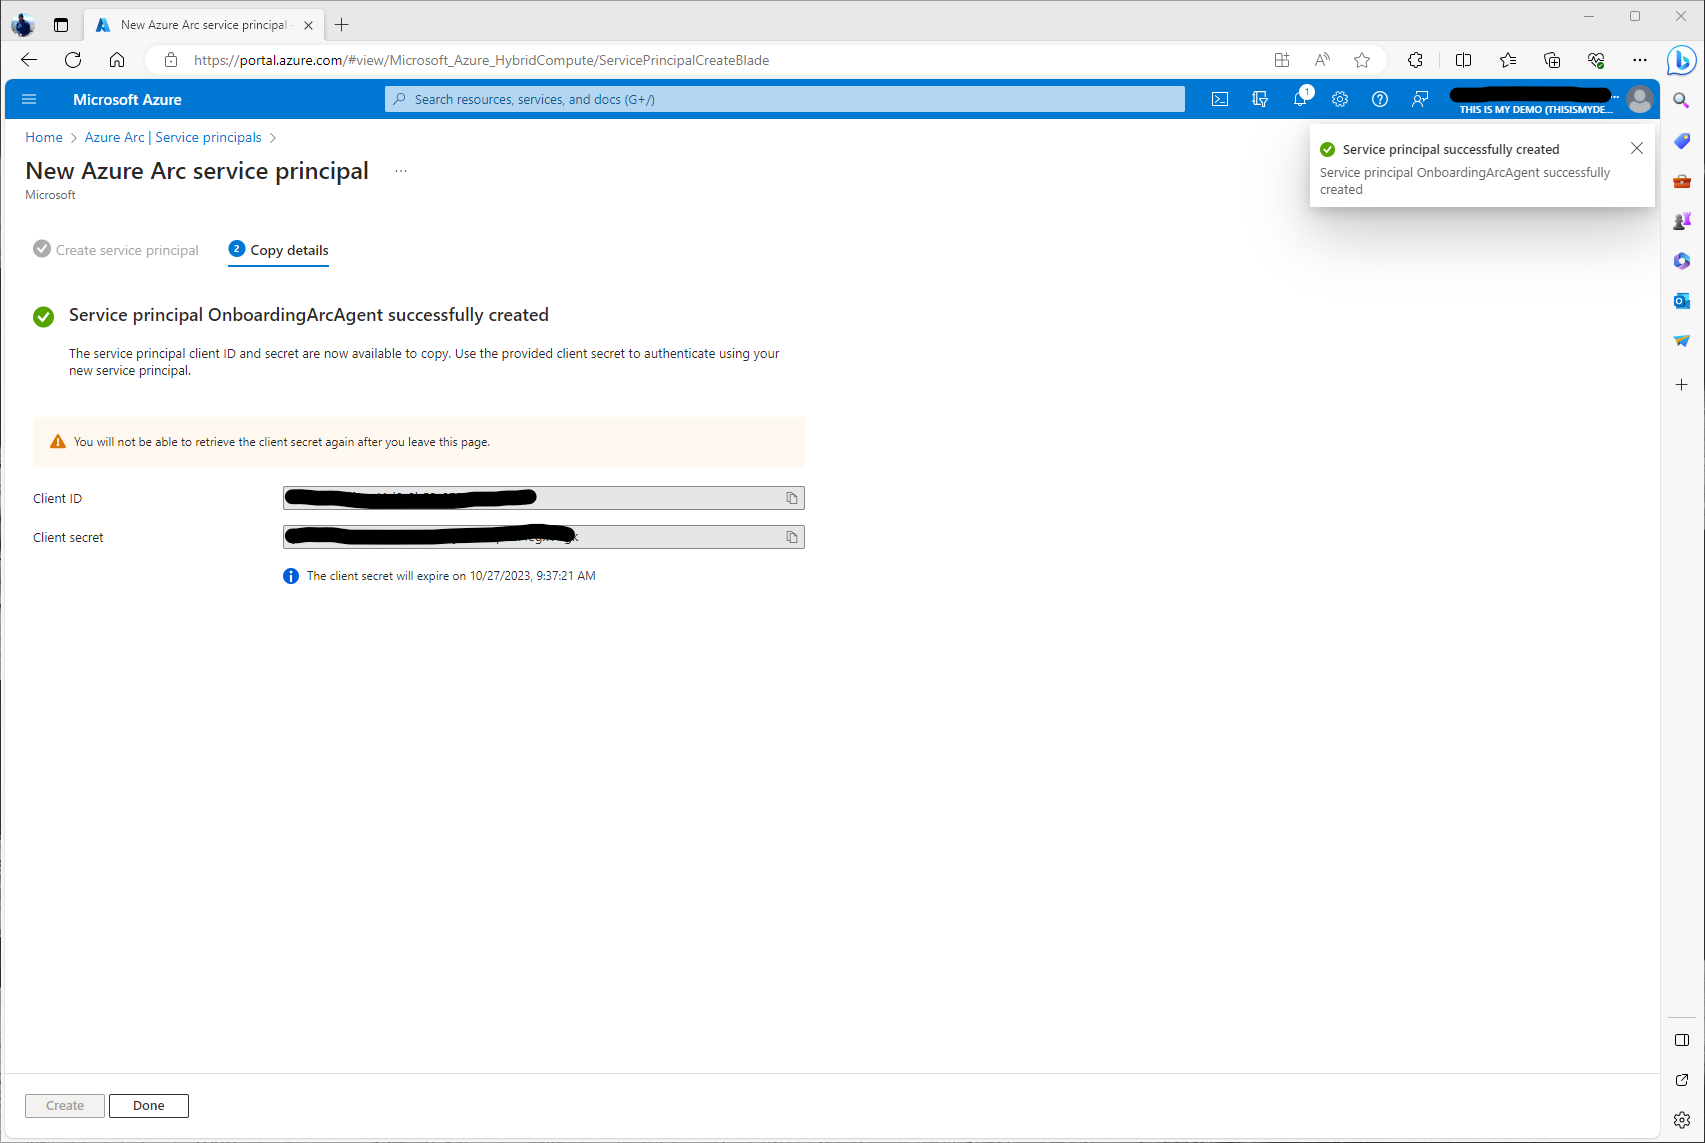 New Azure Arc service principal
https://portal.azure.com/#view/Microsoft_Azure_HybridCompute/ServicePrincipalCreateBlade
Microsoft Azure
Search resources, services, and docs (G+/)
1
THIS IS MY DEMO (THISISMYDE...
Home > Azure Arc | Service principals >
New Azure Arc service principal ...
Microsoft
Service principal successfully created
Service principal OnboardingArcAgent successfully
created
Create service principal
2 Copy details
Service principal OnboardingArcAgent successfully created
The service principal client ID and secret are now available to copy. Use the provided client secret to authenticate using your
new service principal.
You will not be able to retrieve the client secret again after you leave this page.
Client ID
Client secret
The client secret will expire on 10/27/2023, 9:37:21 AM
Create
Done